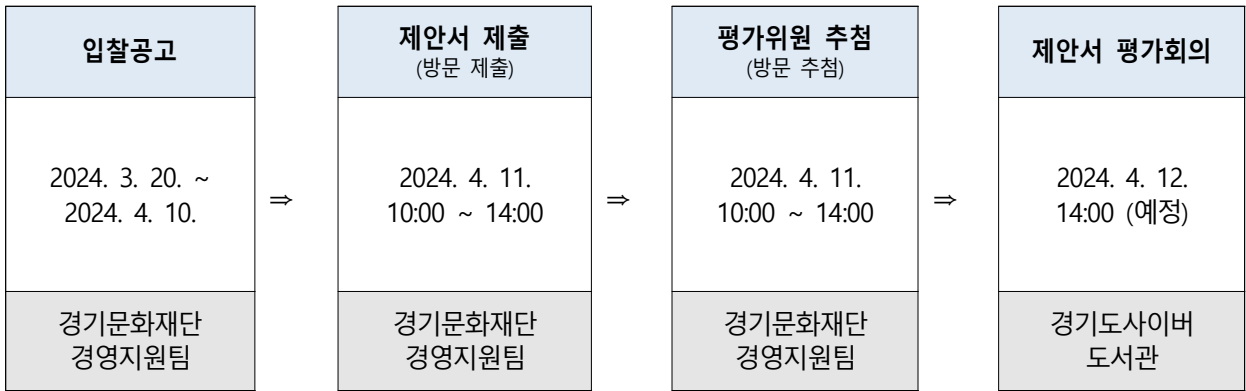 입찰공고
2024. 3. 20. ~
2024. 4. 10.
경기문화재단
경영지원팀
⇒
제안서 제출
(방문 제출)
2024. 4. 11.
10:00 ~ 14:00
경기문화재단
경영지원팀
⇒
평가위원 추첨
(방문 추첨)
2024. 4. 11.
10:00 ~ 14:00
경기문화재단
경영지원팀
⇒
제안서 평가회의
2024. 4. 12.
14:00 (예정)
경기도사이버
도서관